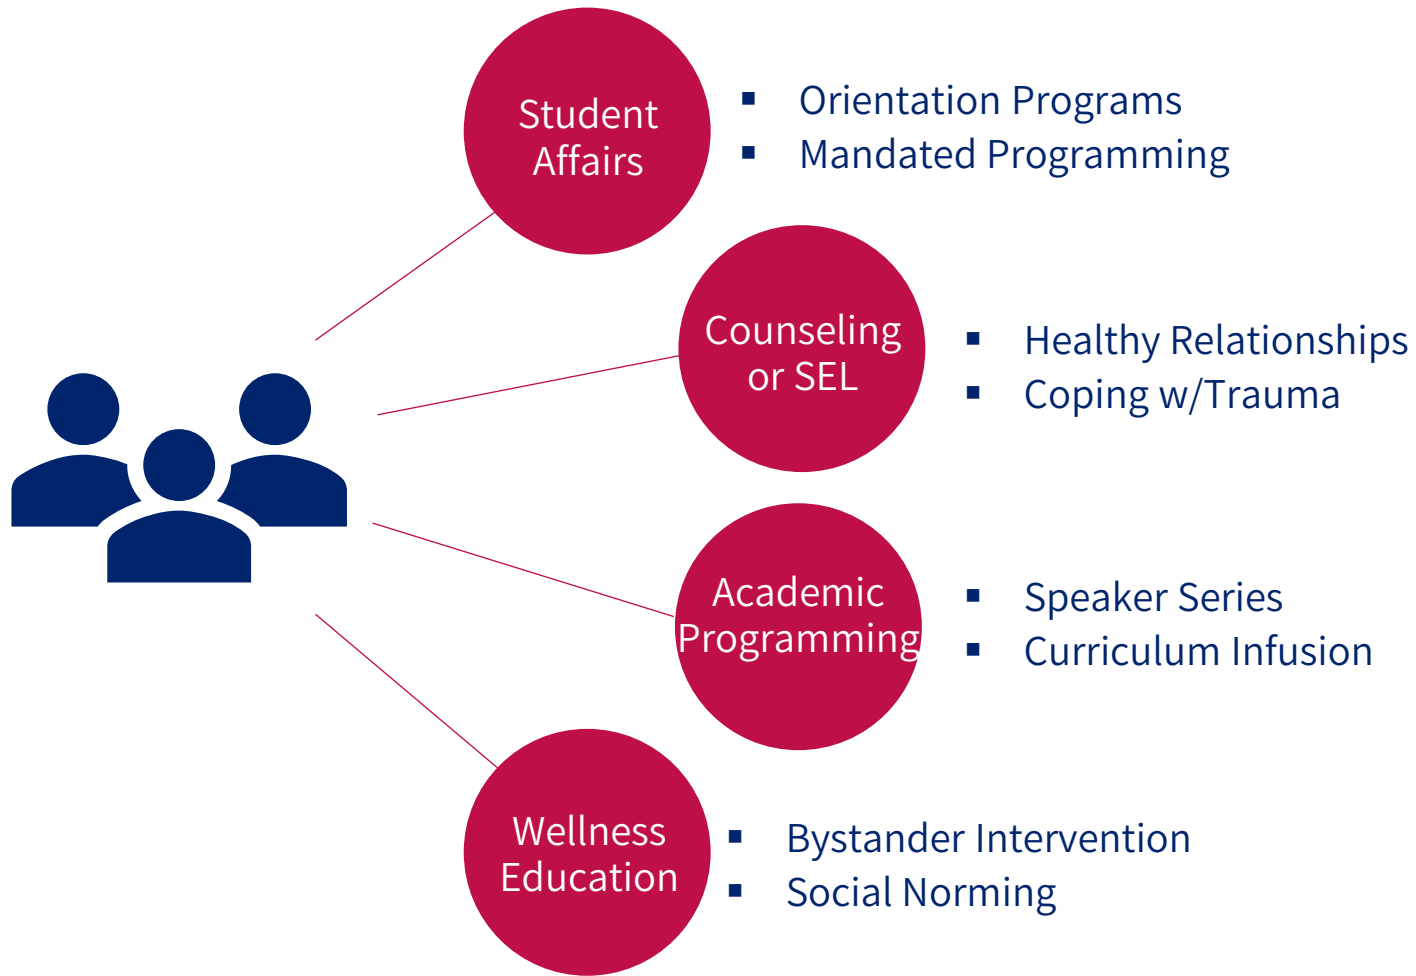 Student
Affairs
▪ Orientation Programs
▪ Mandated Programming
Counseling
or SEL
▪ Healthy Relationships
▪ Coping w/Trauma
Academic
Programming
▪ Speaker Series
▪ Curriculum Infusion
Wellness
Education
▪ Bystander Intervention
▪ Social Norming